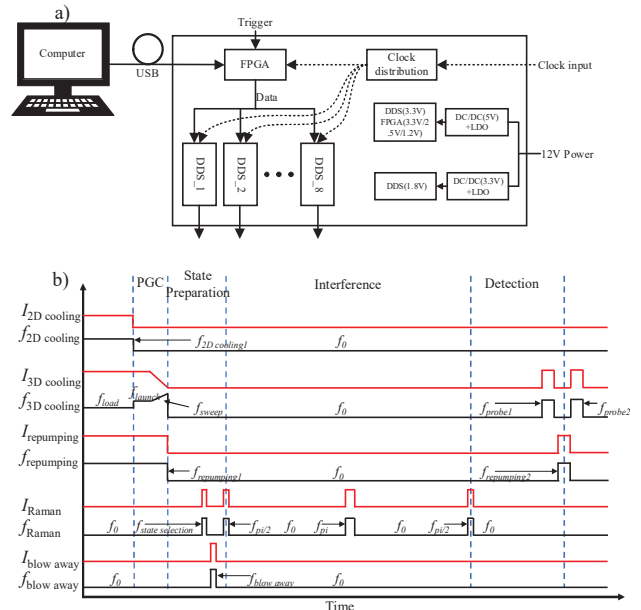 a)
Trigger
Computer
USB
FPGA
Clock
distribution
Clock input
Data
DDS_1
DDS_2
DDS_8
DDS(3.3V)
FPGA(3.3V/2
.5V/1.2V)
DC/DC(5V)
+LDO
12V Power
DDS(1.8V)
DC/DC(3.3V)
+LDO
b)
PGC
State
Preparation
Interference
Detection
I2D cooling
f2D cooling
f2D cooling1
f0
I3D cooling
f3D cooling
fload
flaunch
fsweep
f0
fprobe1
fprobe2
Irepumping
frepumping
frepumping1
f0
frepumping2
IRaman
fRaman
f0
fstate selection
fpi/2
f0
fpi
f0
fpi/2
f0
Iblow away
fblow away
f0
fblow away
f0
Time